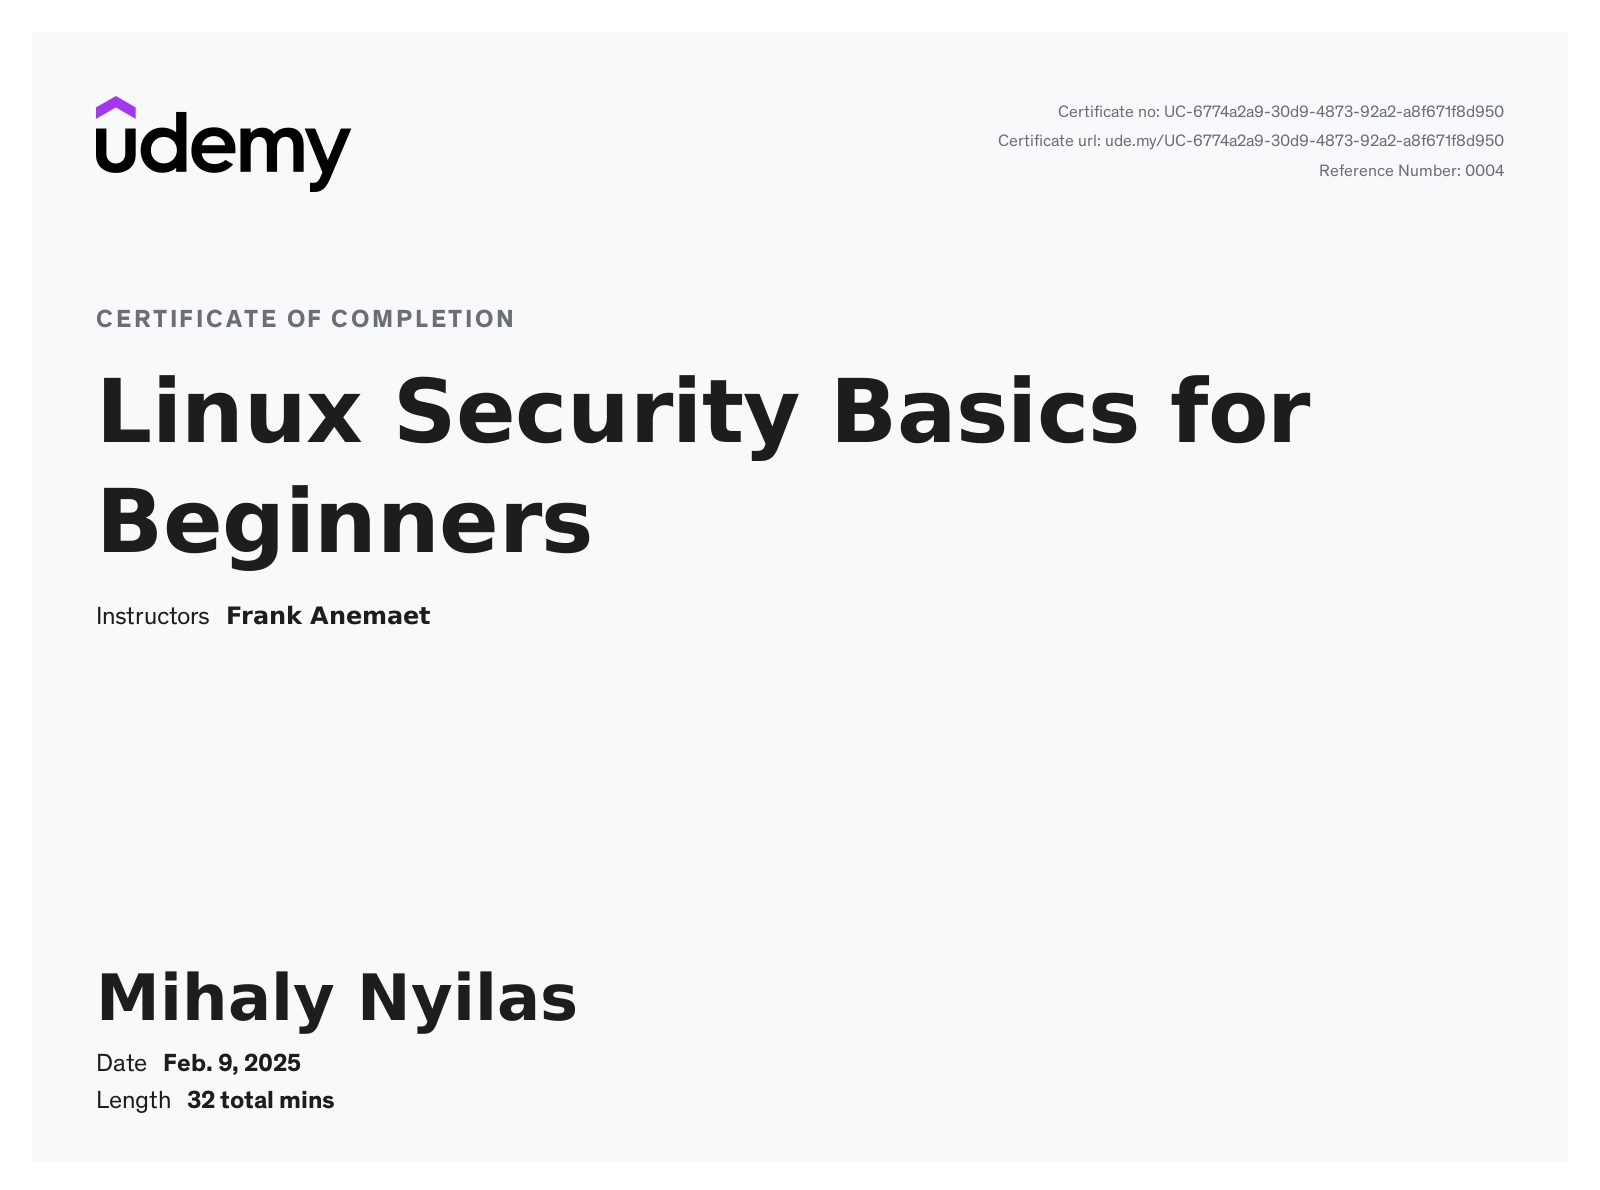 udemy
Certificate no: UC-6774a2a9-30d9-4873-92a2-a8f671f8d950
Certificate url: ude.my/UC-6774a2a9-30d9-4873-92a2-a8f671f8d950
Reference Number: 0004
CERTIFICATE OF COMPLETION
Linux Security Basics for
Beginners
Instructors Frank Anemaet
Mihaly Nyilas
Date Feb. 9, 2025
Length 32 total mins